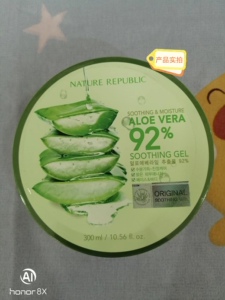 产品实拍
NATURE REPUBLIC
SOOTHING & MOISTURE
ALOE VERA
92%
SOOTHING GEL
ORIGINAL
300 ml / 10.56 fl. oz
AI
honor 8X